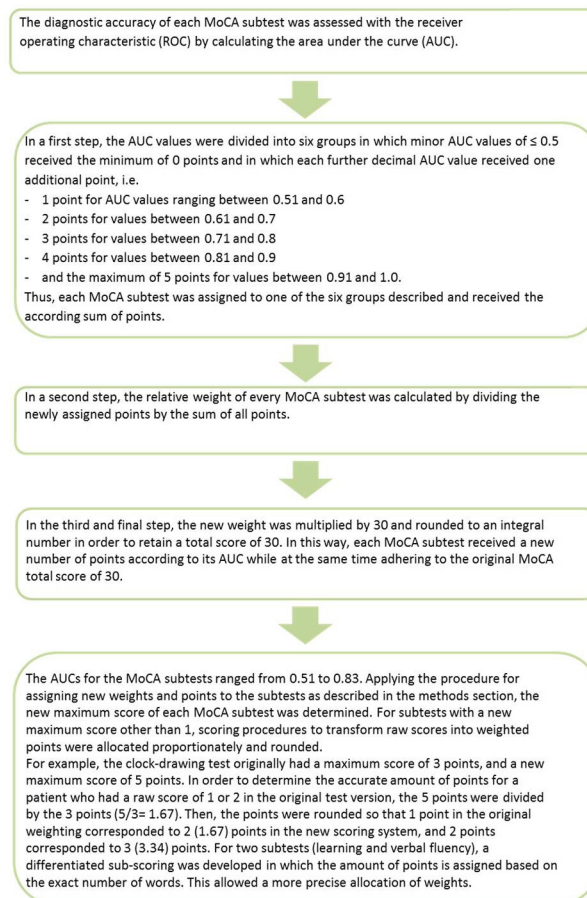 The diagnostic accuracy of each MoCA subtest was assessed with the receiver
operating characteristic (ROC) by calculating the area under the curve (AUC).
In a first step, the AUC values were divided into six groups in which minor AUC values of ≤ 0.5
received the minimum of 0 points and in which each further decimal AUC value received one
additional point, i.e.
- 1 point for AUC values ranging between 0.51 and 0.6
- 2 points for values between 0.61 and 0.7
- 3 points for values between 0.71 and 0.8
- 4 points for values between 0.81 and 0.9
- and the maximum of 5 points for values between 0.91 and 1.0.
Thus, each MoCA subtest was assigned to one of the six groups described and received the
according sum of points.
In a second step, the relative weight of every MoCA subtest was calculated by dividing the
newly assigned points by the sum of all points.
In the third and final step, the new weight was multiplied by 30 and rounded to an integral
number in order to retain a total score of 30. In this way, each MoCA subtest received a new
number of points according to its AUC while at the same time adhering to the original MoCA
total score of 30.
The AUCs for the MoCA subtests ranged from 0.51 to 0.83. Applying the procedure for
assigning new weights and points to the subtests as described in the methods section, the
new maximum score of each MoCA subtest was determined. For subtests with a new
maximum score other than 1, scoring procedures to transform raw scores into weighted
points were allocated proportionately and rounded.
For example, the clock-drawing test originally had a maximum score of 3 points, and a new
maximum score of 5 points. In order to determine the accurate amount of points for a
patient who had a raw score of 1 or 2 in the original test version, the 5 points were divided
by the 3 points (5/3= 1.67). Then, the points were rounded so that 1 point in the original
weighting corresponded to 2 (1.67) points in the new scoring system, and 2 points
corresponded to 3 (3.34) points. For two subtests (learning and verbal fluency), a
differentiated sub-scoring was developed in which the amount of points is assigned based on
the exact number of words. This allowed a more precise allocation of weights.